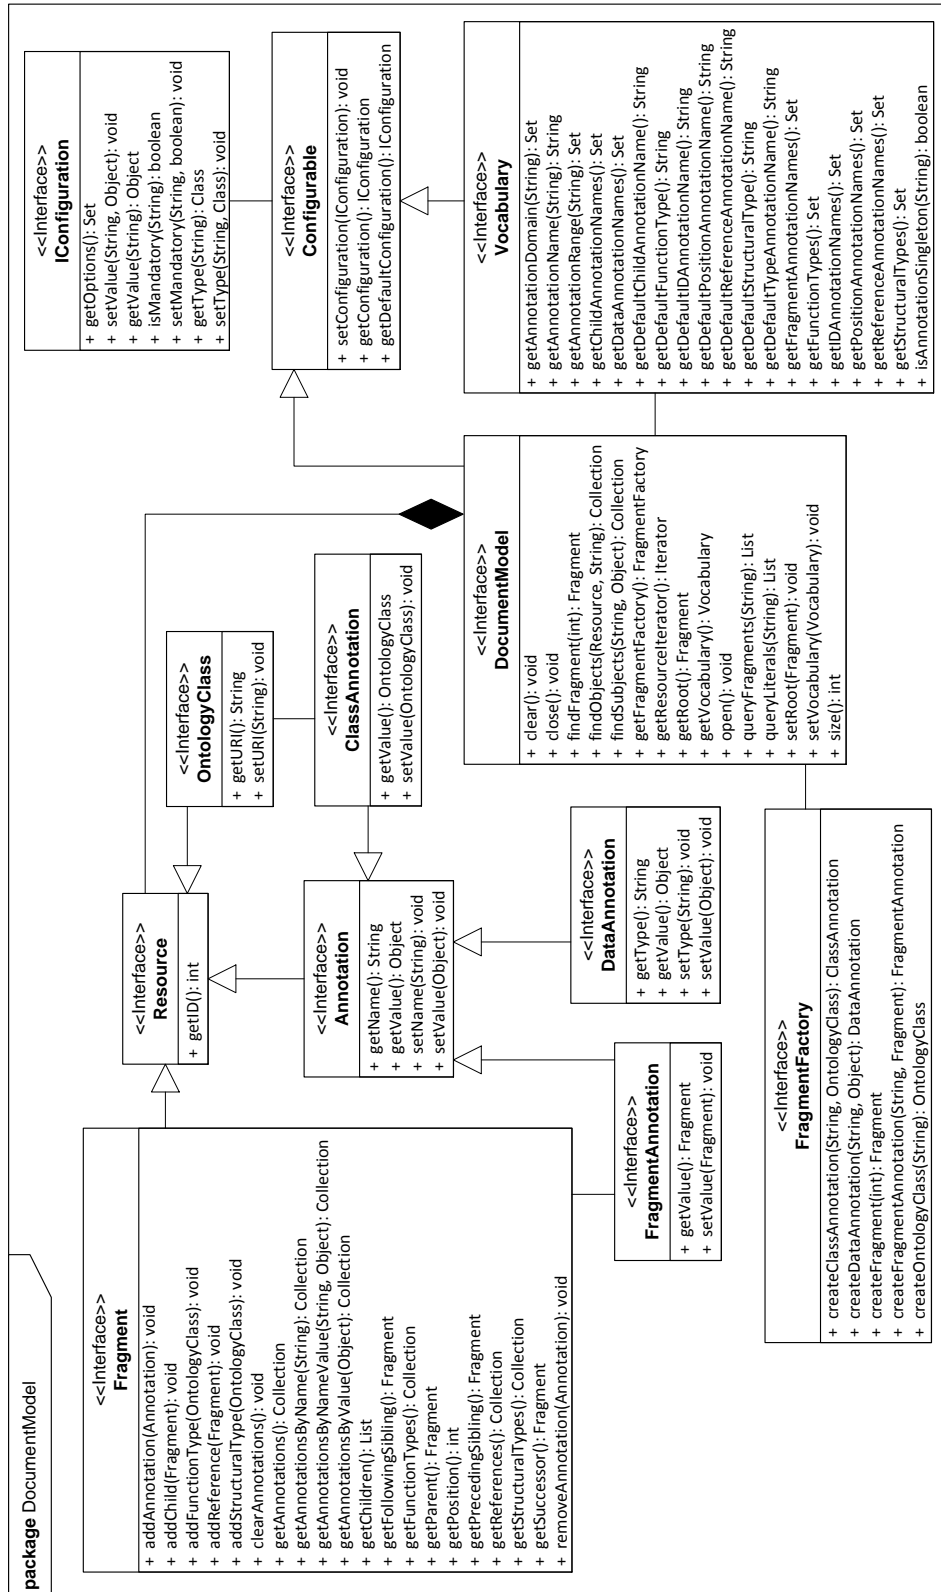 package DocumentModel
<<Interface>>
Fragment
+ addAnnotation(Annotation): void
+ addChild(Fragment): void
+ addFunctionType(OntologyClass): void
+ addReference(Fragment): void
+ addStructuralType(OntologyClass): void
+ clearAnnotations(): void
+ getAnnotations(): Collection
+ getAnnotationsByName(String): Collection
+ getAnnotationsByNameValue(String, Object): Collection
+ getAnnotationsByValue(Object): Collection
+ getChildren(): List
+ getFollowingSibling(): Fragment
+ getFunctionTypes(): Collection
+ getParent(): Fragment
+ getPosition(): int
+ getPrecedingSibling(): Fragment
+ getReferences(): Collection
+ getStructuralTypes(): Collection
+ getSuccessor(): Fragment
+ removeAnnotation(Annotation): void
<<Interface>>
Resource
+ getID(): int
<<Interface>>
OntologyClass
+ getURI(): String
+ setURI(String): void
<<Interface>>
IConfiguration
+ getOptions(): Set
+ setValue(String, Object): void
+ getValue(String): Object
+ isMandatory(String): boolean
+ setMandatory(String, boolean): void
+ getType(String): Class
+ setType(String, Class): void
<<Interface>>
Annotation
+ getName(): String
+ getValue(): Object
+ setName(String): void
+ setValue(Object): void
<<Interface>>
ClassAnnotation
+ getValue(): OntologyClass
+ setValue(OntologyClass): void
<<Interface>>
Configurable
+ setConfiguration(IConfiguration): void
+ getConfiguration(): IConfiguration
+ getDefaultConfiguration(): IConfiguration
<<Interface>>
FragmentAnnotation
+ getValue(): Fragment
+ setValue(Fragment): void
<<Interface>>
DataAnnotation
+ getType(): String
+ getValue(): Object
+ setType(String): void
+ setValue(Object): void
<<Interface>>
DocumentModel
+ clear(): void
+ close(): void
+ findFragment(int): Fragment
+ findObjects(Resource, String): Collection
+ findSubjects(String, Object): Collection
+ getFragmentFactory(): FragmentFactory
+ getResourceIterator(): Iterator
+ getRoot(): Fragment
+ getVocabulary(): Vocabulary
+ open(): void
+ queryFragments(String): List
+ queryLiterals(String): List
+ setRoot(Fragment): void
+ setVocabulary(Vocabulary): void
+ size(): int
<<Interface>>
Vocabulary
+ getAnnotationDomain(String): Set
+ getAnnotationName(String): String
+ getAnnotationRange(String): Set
+ getChildAnnotationNames(): Set
+ getDataAnnotationNames(): Set
+ getDefaultChildAnnotationName(): String
+ getDefaultFunctionType(): String
+ getDefaultIDAnnotationName(): String
+ getDefaultPositionAnnotationName(): String
+ getDefaultReferenceAnnotationName(): String
+ getDefaultStructuralType(): String
+ getDefaultTypeAnnotationName(): String
+ getFragmentAnnotationNames(): Set
+ getFunctionTypes(): Set
+ getIDAnnotationNames(): Set
+ getPositionAnnotationNames(): Set
+ getReferenceAnnotationNames(): Set
+ getStructuralTypes(): Set
+ isAnnotationSingleton(String): boolean
<<Interface>>
FragmentFactory
+ createClassAnnotation(String, OntologyClass): ClassAnnotation
+ createDataAnnotation(String, Object): DataAnnotation
+ createFragment(int): Fragment
+ createFragmentAnnotation(String, Fragment): FragmentAnnotation
+ createOntologyClass(String): OntologyClass